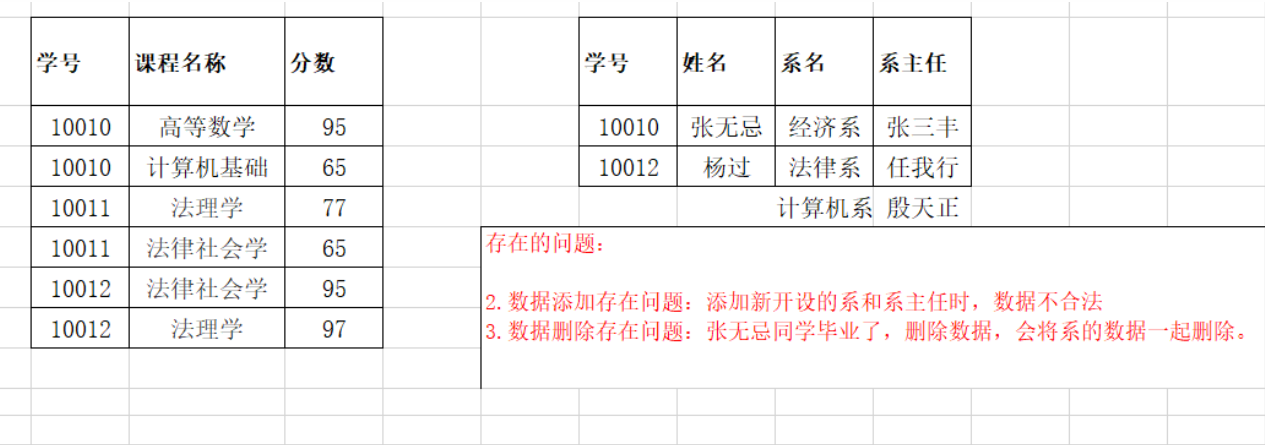 学号 课程名称 分数
10010 高等数学 95
10010 计算机基础 65
10011 法理学 77
10011 法律社会学 65
10012 法律社会学 95
10012 法理学 97
学号 姓名 系名 系主任
10010 张无忌 经济系 张三丰
10012 杨过 法律系 任我行
计算机系 殷天正
存在的问题：
2.数据添加存在问题：添加新开设的系和系主任时，数据不合法
3.数据删除存在问题：张无忌同学毕业了，删除数据，会将系的数据一起删除。